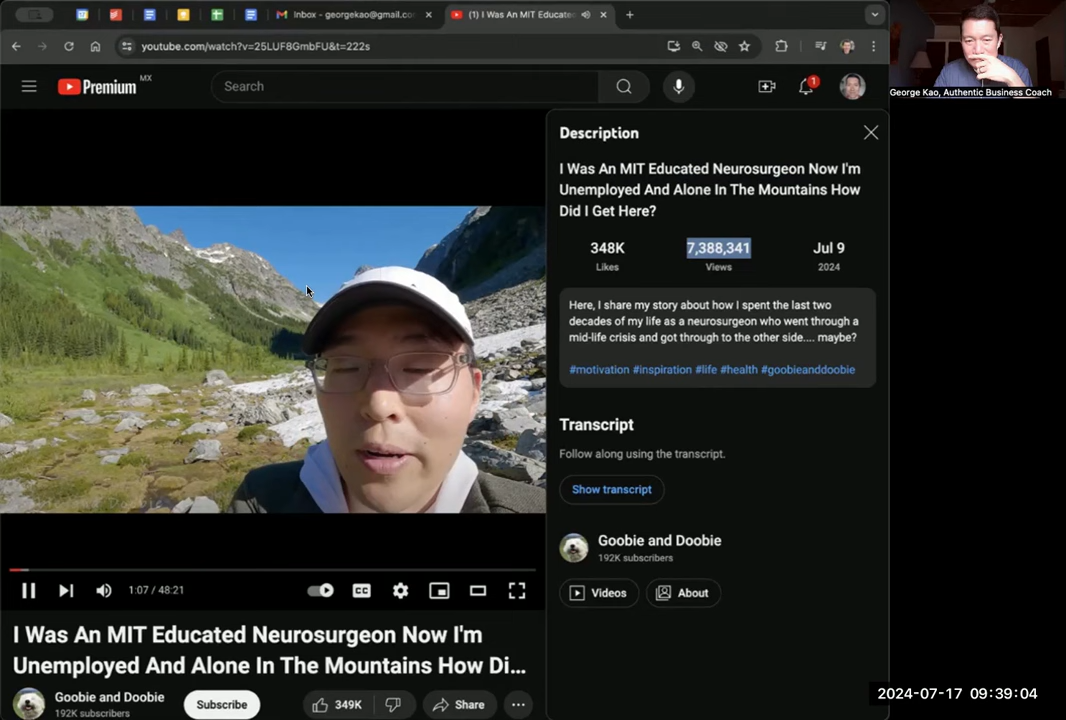 Inbox - georgekao@gmail.co
(1) I Was An MIT Educate
youtube.com/watch?v=25LUF8GmbFU&t=222s
Premium MX
Search
1
George Kao, Authentic Business Coach
Description
I Was An MIT Educated Neurosurgeon Now I'm
Unemployed And Alone In The Mountains How
Did I Get Here?
348K 7,388,341 Jul 9
Likes Views 2024
Here, I share my story about how I spent the last two
decades of my life as a neurosurgeon who went through a
mid-life crisis and got through to the other side.... maybe?
#motivation #inspiration #life #health #goobieanddoobie
Transcript
Follow along using the transcript.
Show transcript
Goobie and Doobie
192K subscribers
Videos About
1:07 / 48:21
CC
I Was An MIT Educated Neurosurgeon Now I'm
Unemployed And Alone In The Mountains How Di...
Goobie and Doobie
192K subscribers
Subscribe
349K
Share
2024-07-17 09:39:04